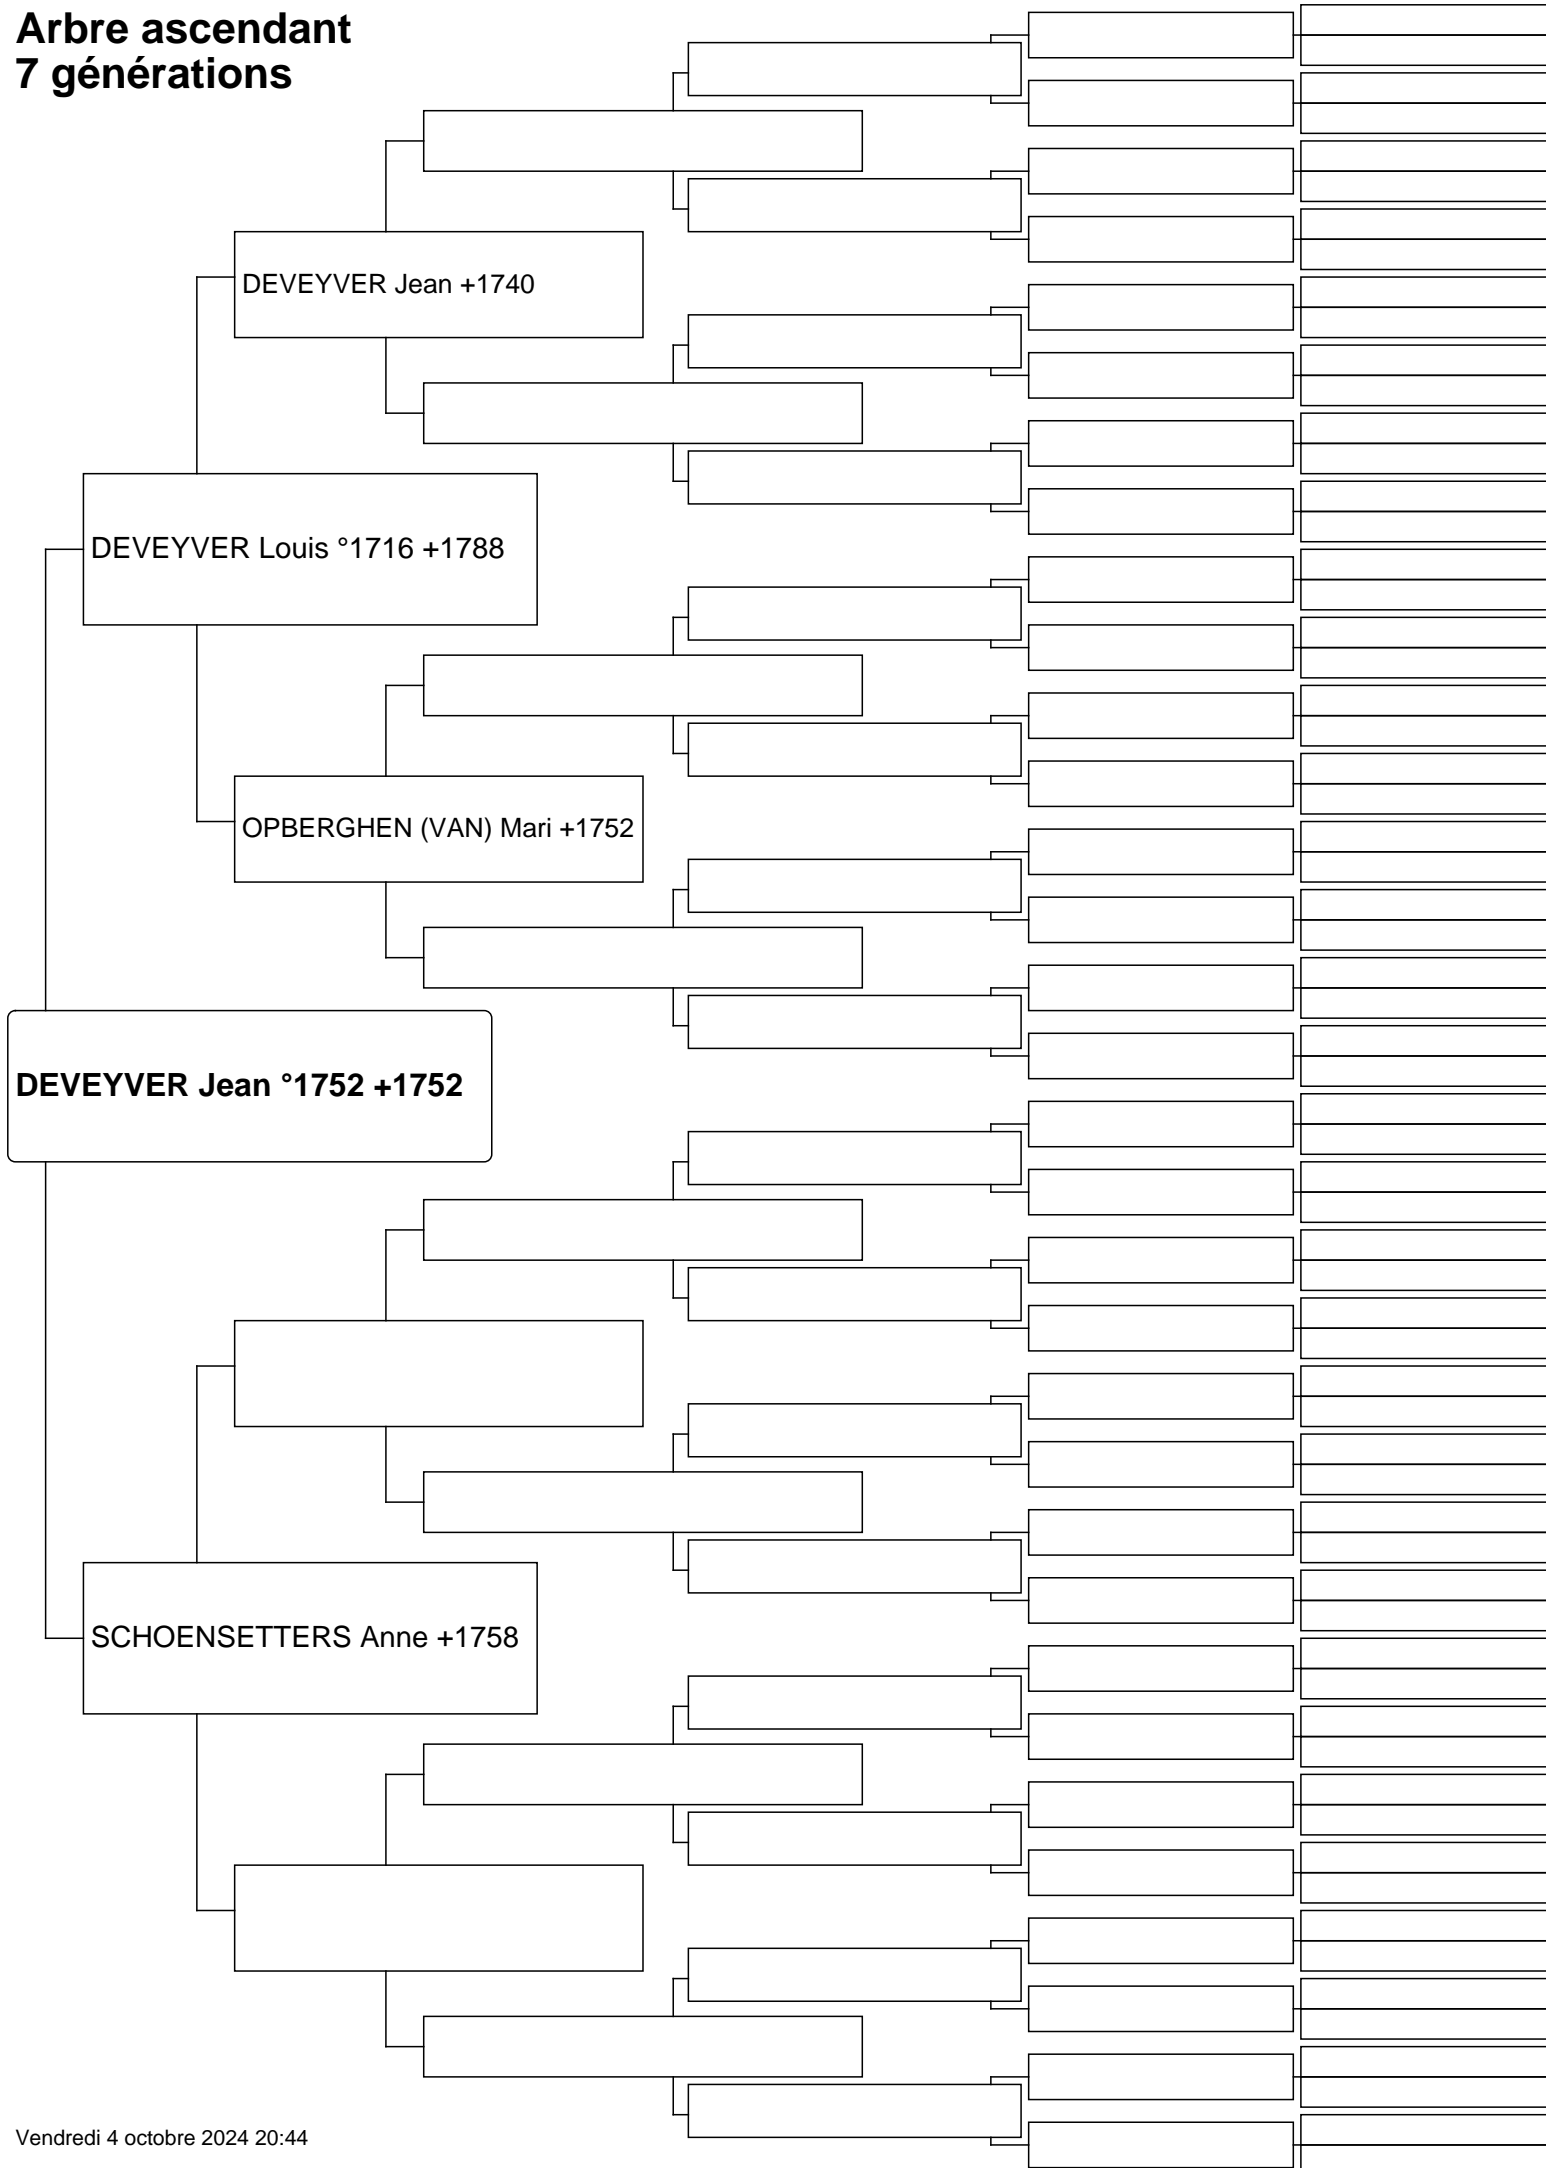 Arbre ascendant
7 générations
DEVEYVER Jean +1740
DEVEYVER Louis °1716 +1788
OPBERGHEN (VAN) Mari +1752
DEVEYVER Jean °1752 +1752
SCHOENSETTERS Anne +1758
Vendredi 4 octobre 2024 20:44